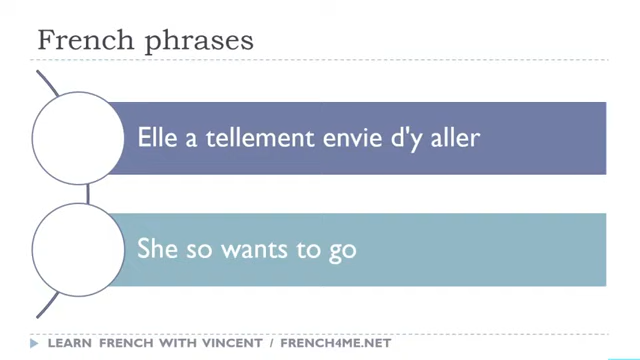 French phrases
Elle a tellement envie d'y aller
She so wants to go
LEARN FRENCH WITH VINCENT / FRENCH4ME.NET